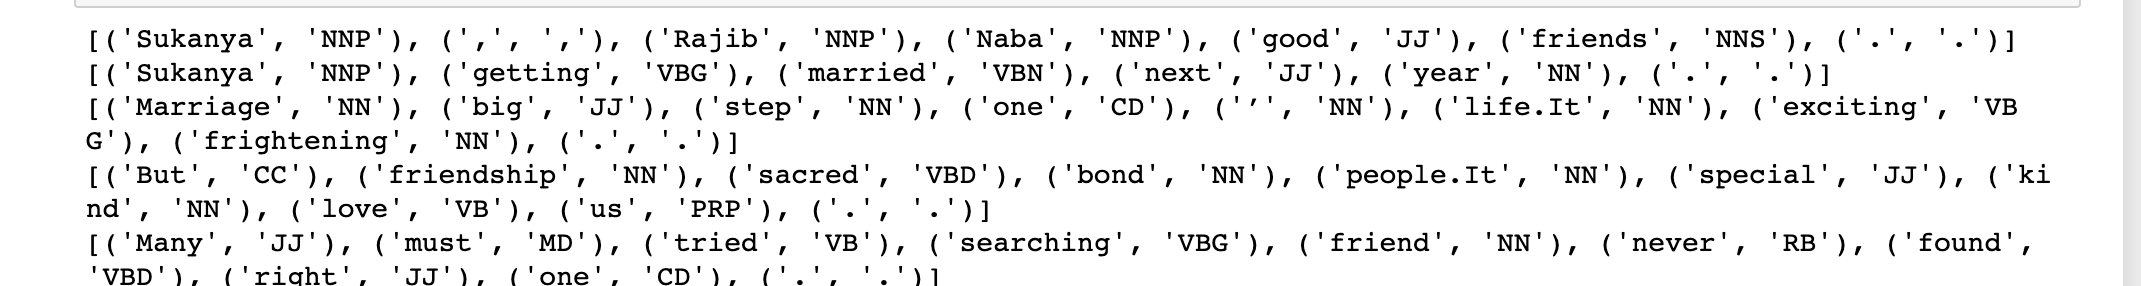 [('Sukanya', 'NNP'), (',', ','), ('Rajib', 'NNP'), ('Naba', 'NNP'), ('good', 'JJ'), ('friends', 'NNS'), ('.', '.')]
[('Sukanya', 'NNP'), ('getting', 'VBG'), ('married', 'VBN'), ('next', 'JJ'), ('year', 'NN'), ('.', '.')]
[('Marriage', 'NN'), ('big', 'JJ'), ('step', 'NN'), ('one', 'CD'), ('’', 'NN'), ('life.It', 'NN'), ('exciting', 'VB
G'), ('frightening', 'NN'), ('.', '.')]
[('But', 'CC'), ('friendship', 'NN'), ('sacred', 'VBD'), ('bond', 'NN'), ('people.It', 'NN'), ('special', 'JJ'), ('ki
nd', 'NN'), ('love', 'VB'), ('us', 'PRP'), ('.', '.')]
[('Many', 'JJ'), ('must', 'MD'), ('tried', 'VB'), ('searching', 'VBG'), ('friend', 'NN'), ('never', 'RB'), ('found',
'VBD'), ('right', 'JJ'), ('one', 'CD'), ('.', '.')]